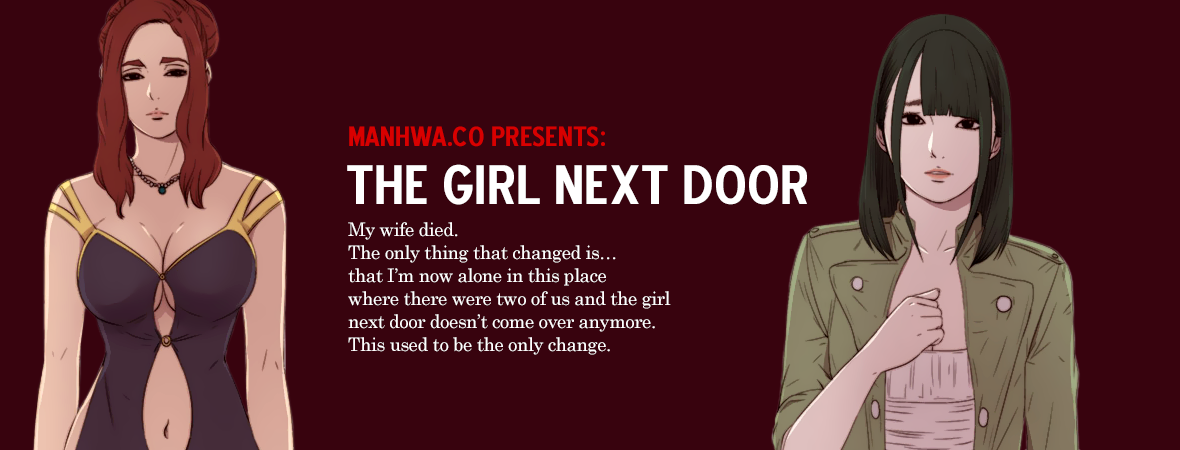 MANHWA.CO PRESENTS:
THE GIRL NEXT DOOR
My wife died.
The only thing that changed is…
that I’m now alone in this place
where there were two of us and the girl
next door doesn’t come over anymore.
This used to be the only change.